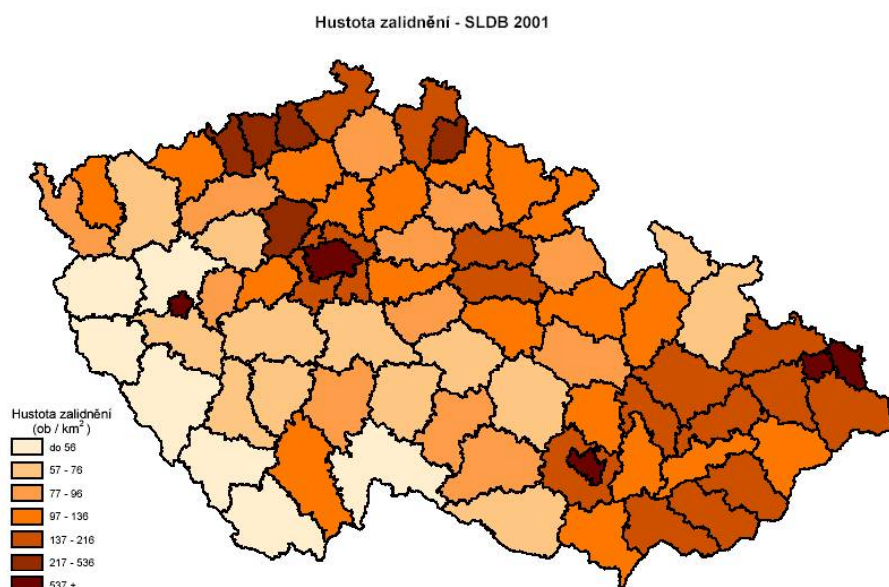 Hustota zalidnění - SLDB 2001
Hustota zalidnění
(ob / km²)
do 56
57 - 76
77 - 96
97 - 136
137 - 216
217 - 536
537 +